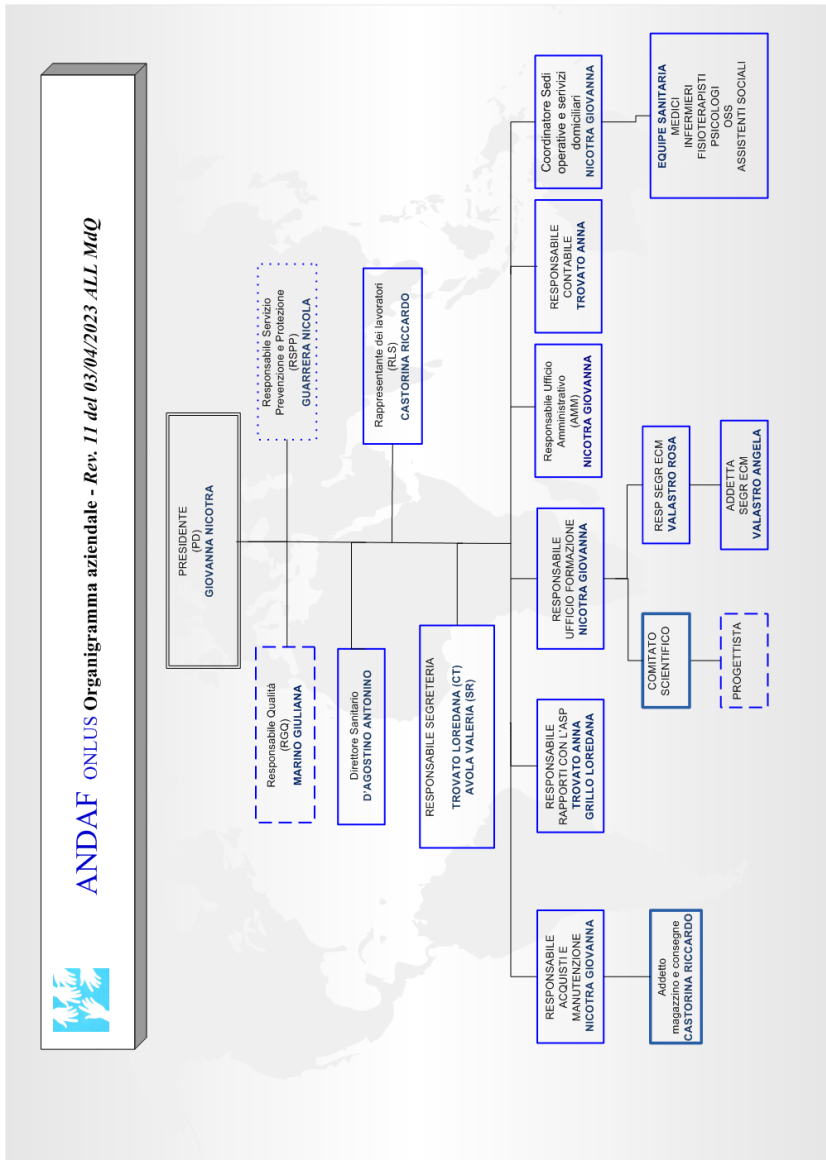 ANDAF ONLUS Organigramma aziendale - Rev. 11 del 03/04/2023 ALL MdQ
PRESIDENTE
(PD)
GIOVANNA NICOTRA
Responsabile Qualità
(RGQ)
MARINO GIULIANA
Responsabile Servizio
Prevenzione e Protezione
(RSPP)
GUARRERA NICOLA
Direttore Sanitario
D'AGOSTINO ANTONINO
Rappresentante dei lavoratori
(RLS)
CASTORINA RICCARDO
RESPONSABILE SEGRETERIA
TROVATO LOREDANA (CT)
AVOLA VALERIA (SR)
RESPONSABILE
ACQUISTI E
MANUTENZIONE
NICOTRA GIOVANNA
RESPONSABILE
RAPPORTI CON L'ASP
TROVATO ANNA
GRILLO LOREDANA
RESPONSABILE
UFFICIO FORMAZIONE
NICOTRA GIOVANNA
Responsabile Ufficio
Amministrativo
(AMM)
NICOTRA GIOVANNA
RESPONSABILE
CONTABILE
TROVATO ANNA
Coordinatore Sedi
operative e serivizi
domiciliari
NICOTRA GIOVANNA
Addetto
magazzino e consegne
CASTORINA RICCARDO
COMITATO
SCIENTIFICO
RESP SEGR ECM
VALASTRO ROSA
EQUIPE SANITARIA
MEDICI
INFERMIERI
FISIOTERAPISTI
PSICOLOGI
OSS
ASSISTENTI SOCIALI
PROGETTISTA
ADDETTA
SEGR ECM
VALASTRO ANGELA